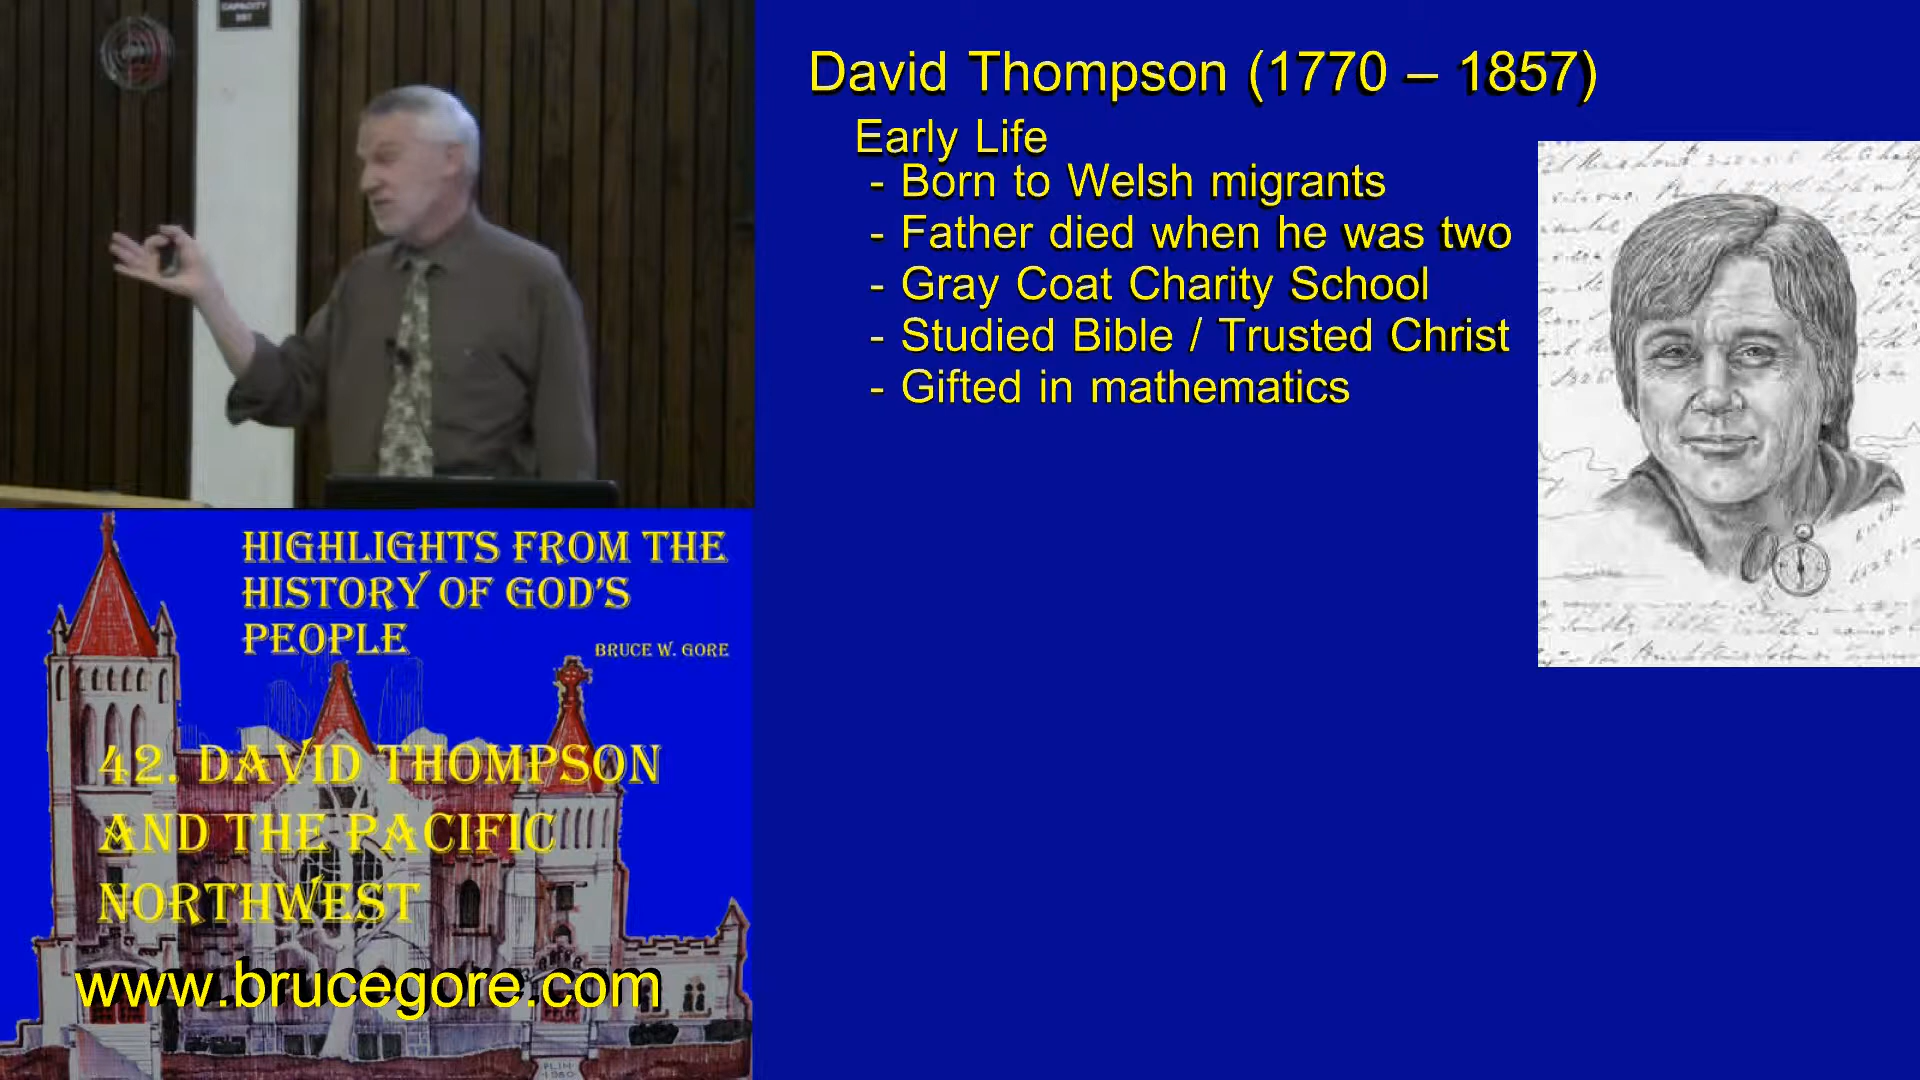 CAPACITY
David Thompson (1770 – 1857)
Early Life
- Born to Welsh migrants
- Father died when he was two
- Gray Coat Charity School
- Studied Bible / Trusted Christ
- Gifted in mathematics
HIGHLIGHTS FROM THE
HISTORY OF GOD'S
PEOPLE
BRUCE W. GORE
42. DAVID THOMPSON
AND THE PACIFIC
NORTHWEST
www.brucegore.com